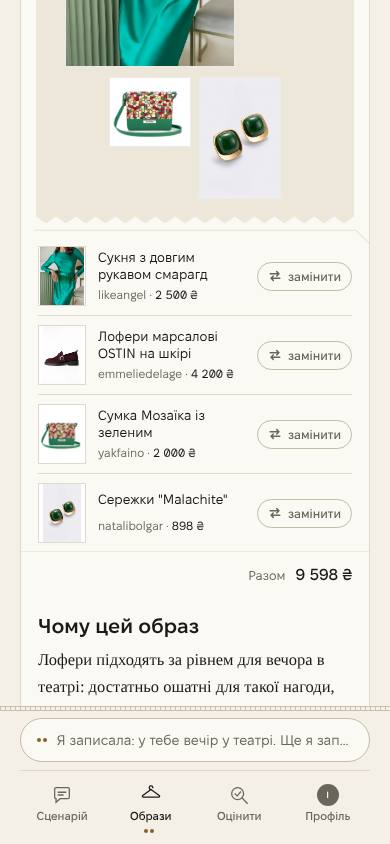 Сукня з довгим
рукавом смарагд
likeangel · 2 500 ₴
замінити
Лофери марсалові
OSTIN на шкірі
emmeliedelage · 4 200 ₴
замінити
Сумка Мозаїка із
зеленим
yakfaino · 2 000 ₴
замінити
Сережки "Malachite"
natalibolgar · 898 ₴
замінити
Разом 9 598 ₴
Чому цей образ
Лофери підходять за рівнем для вечора в
театрі: достатньо ошатні для такої нагоди,
Я записала: у тебе вечір у театрі. Ще я зап...
Сценарій
Образи
Оцінити
І
Профіль